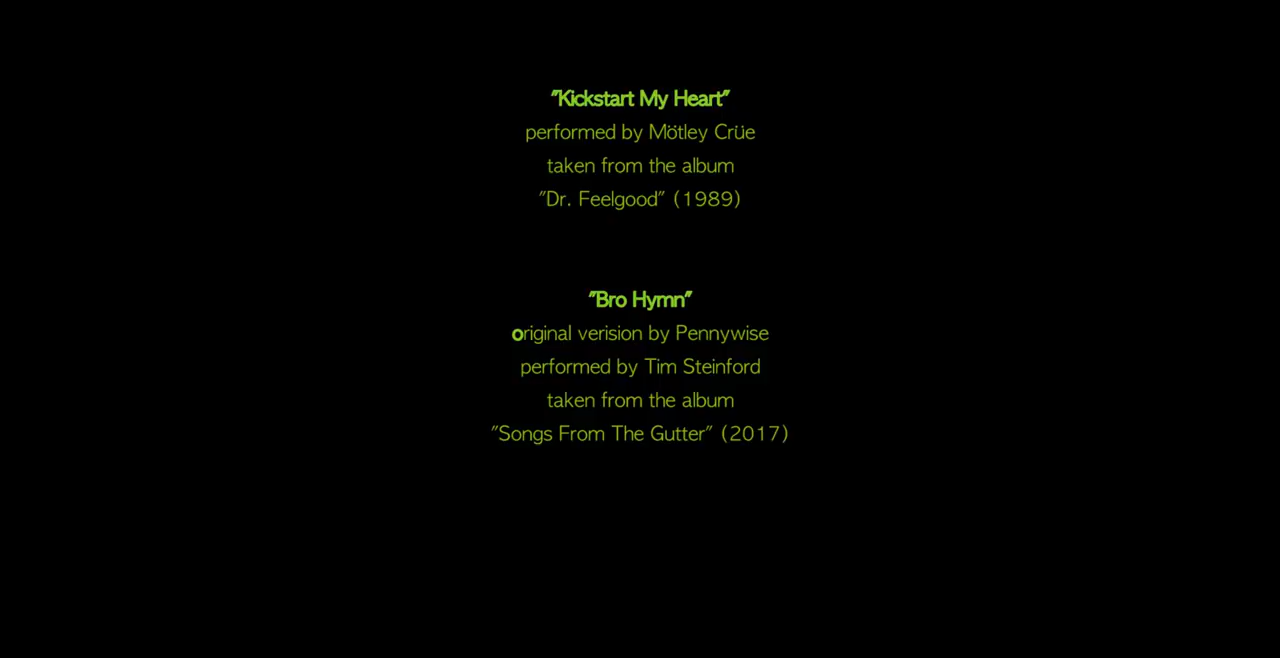 "Kickstart My Heart"
performed by Mötley Crüe
taken from the album
"Dr. Feelgood" (1989)
"Bro Hymn"
original verision by Pennywise
performed by Tim Steinford
taken from the album
"Songs From The Gutter" (2017)